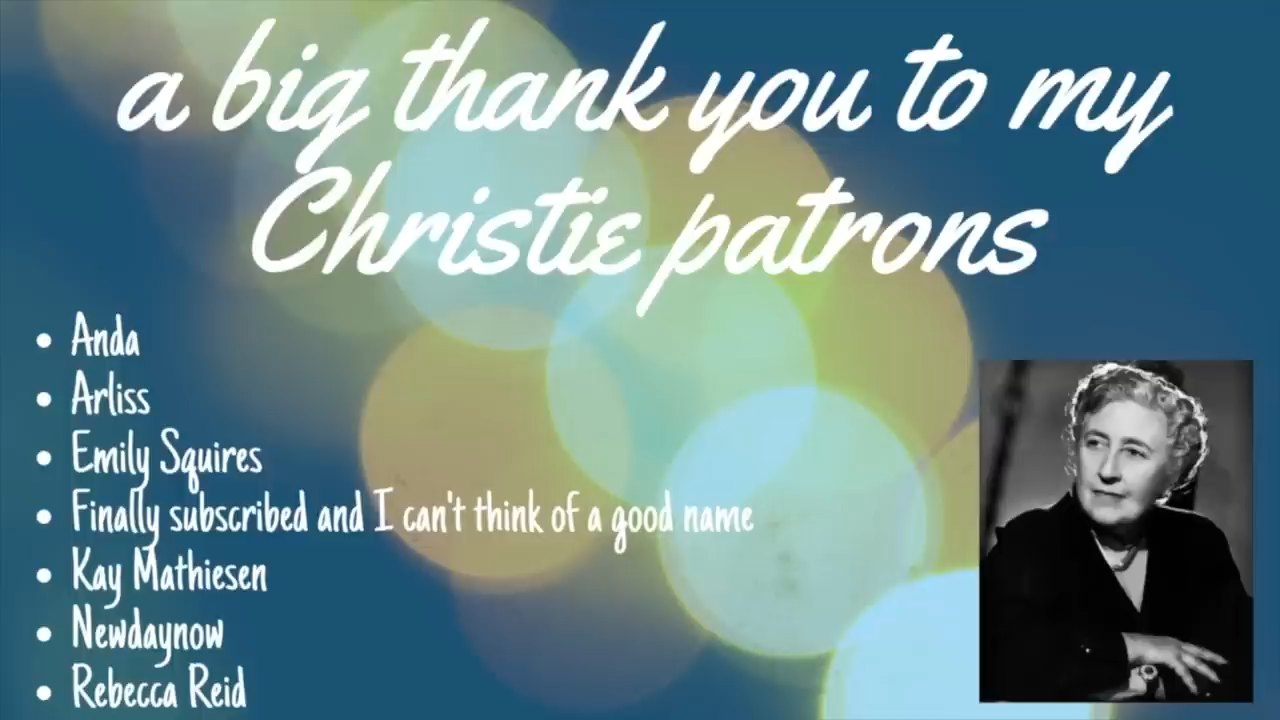 a big thank you to my
Christie patrons
Anda
Arliss
Emily Squires
Finally subscribed and I can't think of a good name
Kay Mathiesen
Newdaynow
Rebecca Reid